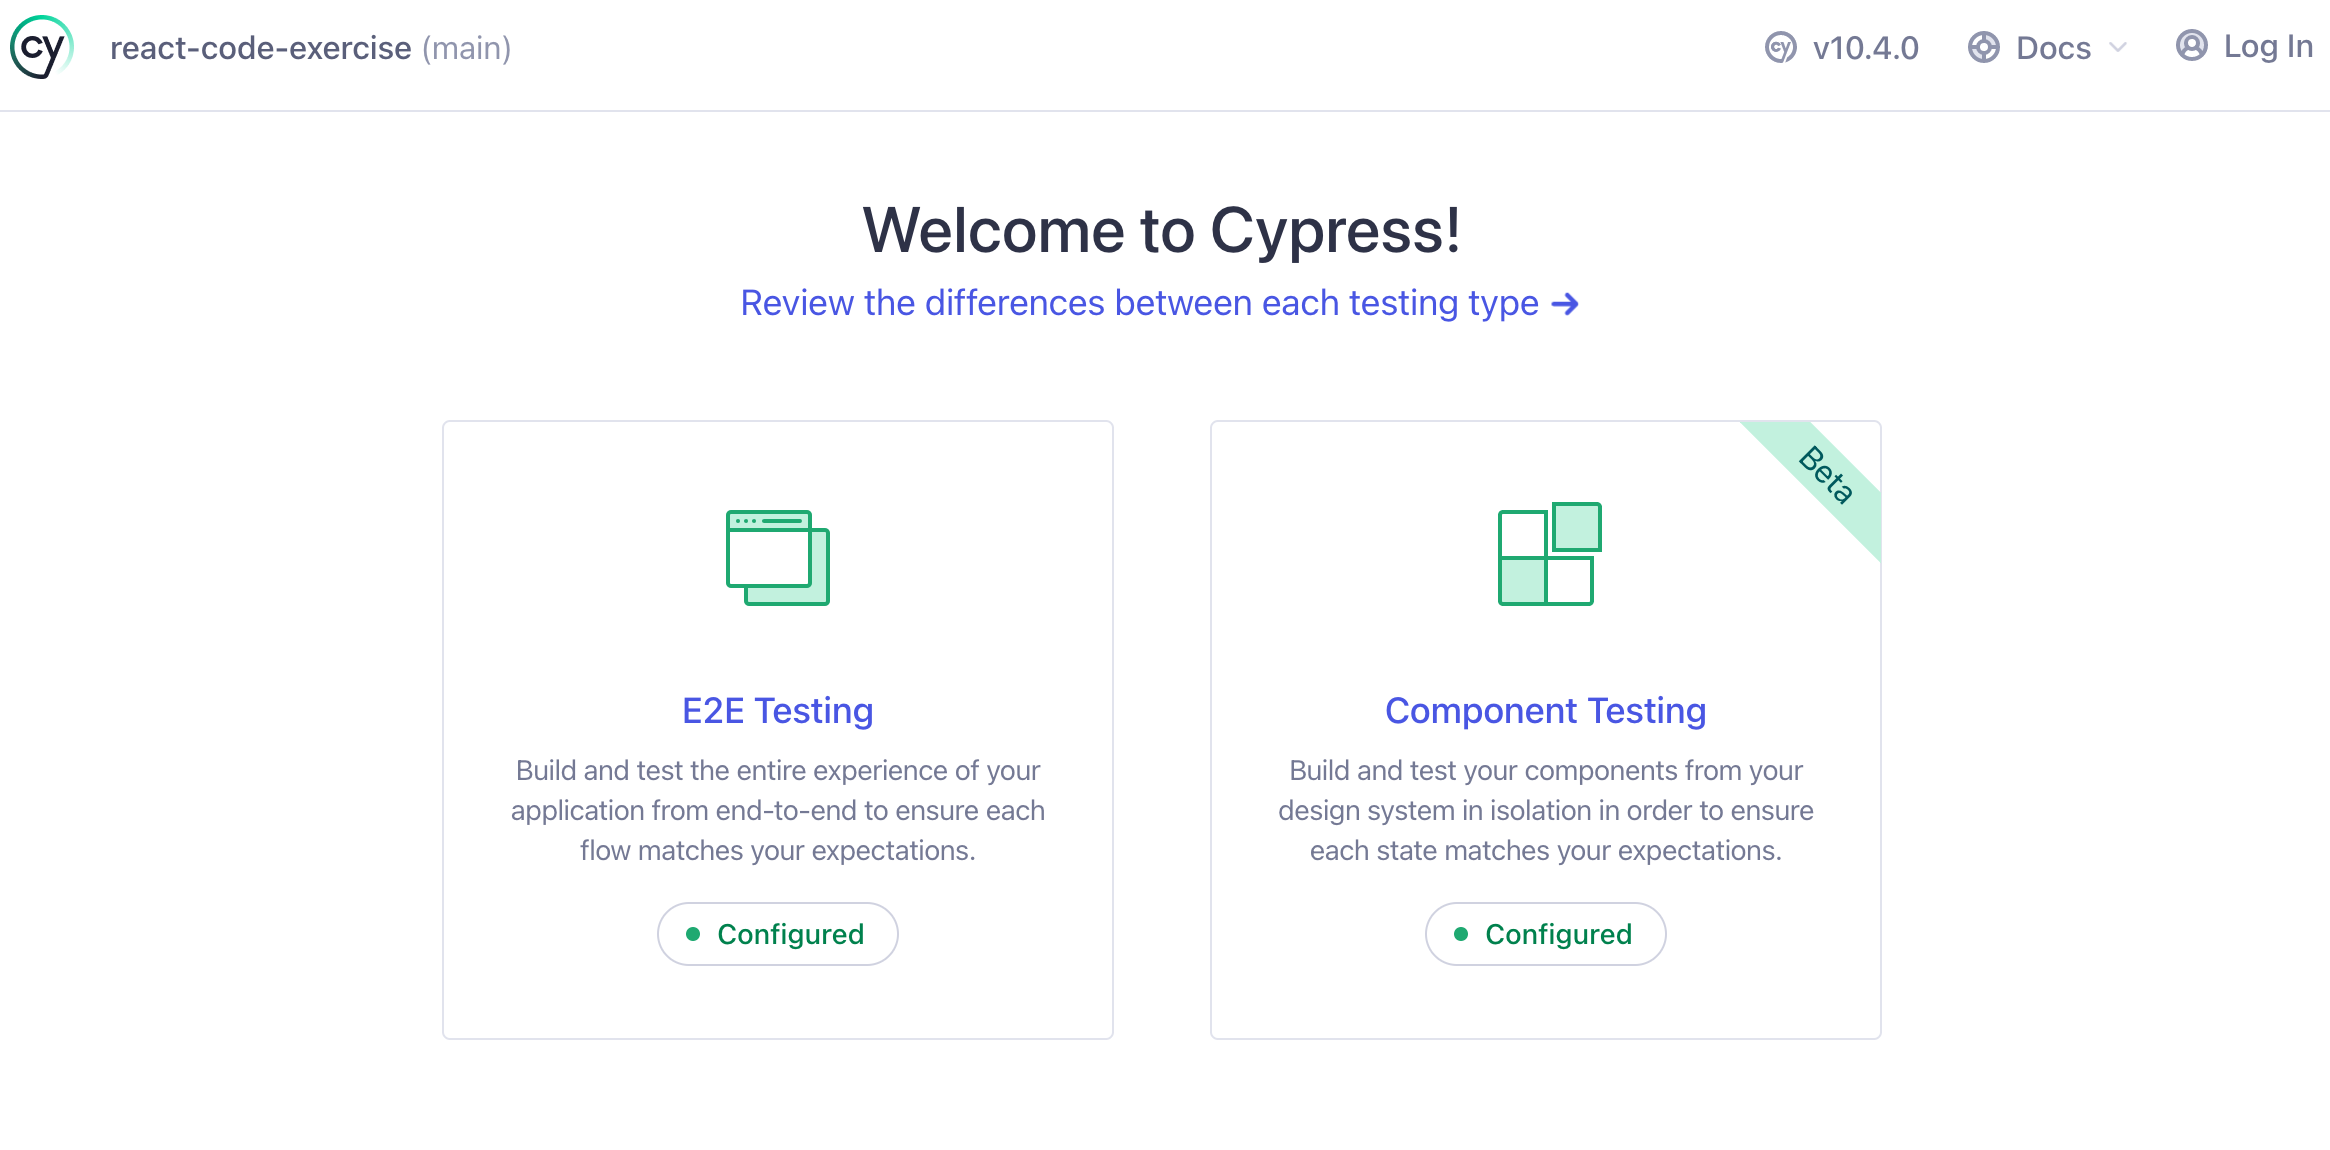 cy react-code-exercise (main) cy v10.4.0 Docs Log In
Welcome to Cypress!
Review the differences between each testing type →
Beta
E2E Testing
Build and test the entire experience of your
application from end-to-end to ensure each
flow matches your expectations.
Configured
Component Testing
Build and test your components from your
design system in isolation in order to ensure
each state matches your expectations.
Configured